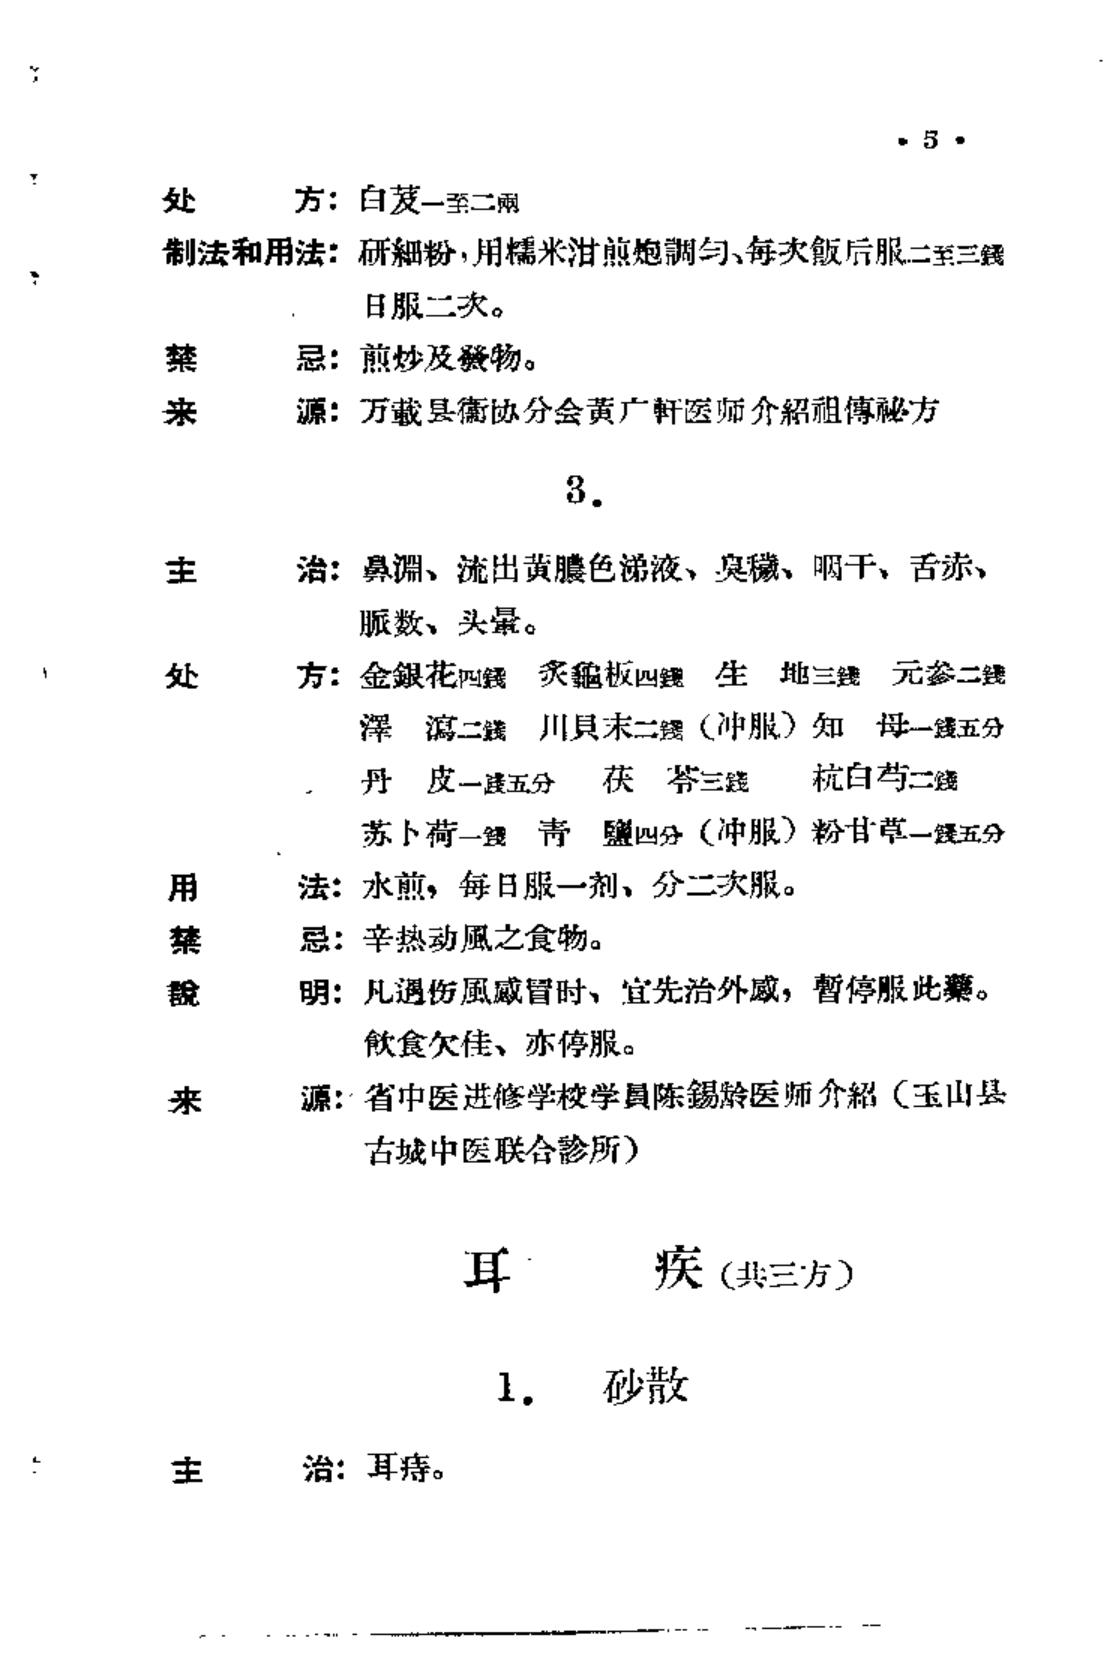 • 5 •
处　　方：白芨一至二兩
制法和用法：研細粉，用糯米泔煎炮調匀、每次飯后服二至三錢
日服二次。
禁　　忌：煎炒及發物。
来　　源：万載县衞协分会黄广軒医师介紹祖傳祕方
3.
主　　治：鼻淵、流出黄膿色涕液、臭穢、咽干、舌赤、
脈数、头暈。
处　　方：金銀花四錢　炙龜板四錢　生　地三錢　元参二錢
澤　瀉二錢　川貝末二錢（冲服）知　母一錢五分
丹　皮一錢五分　茯　苓三錢　杭白芍二錢
苏卜荷一錢　青　鹽四分（冲服）粉甘草一錢五分
用　　法：水煎，每日服一剂、分二次服。
禁　　忌：辛热动風之食物。
說　　明：凡遇伤風感冒时、宜先治外感，暫停服此藥。
飲食欠佳、亦停服。
来　　源：省中医进修学校学員陈錫龄医师介紹（玉山县
古城中医联合診所）
耳　　疾（共三方）
1.　砂散
主　　治：耳痔。